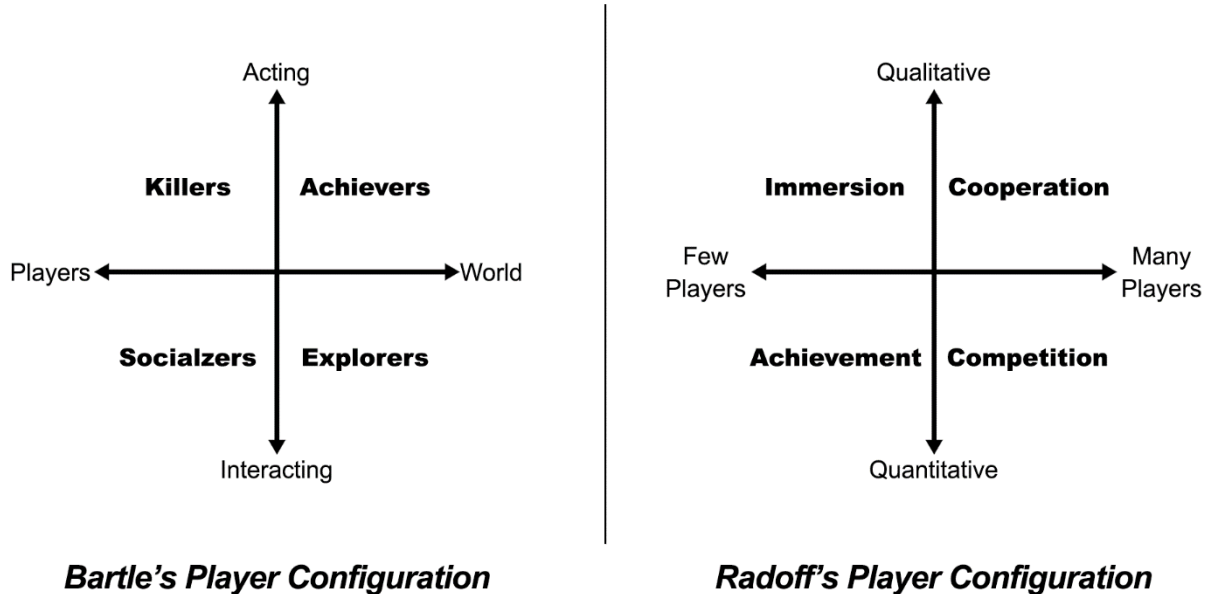 Acting
Killers
Achievers
Players
World
Socialzers
Explorers
Interacting
Bartle's Player Configuration
Qualitative
Immersion
Cooperation
Few
Players
Many
Players
Achievement
Competition
Quantitative
Radoff's Player Configuration